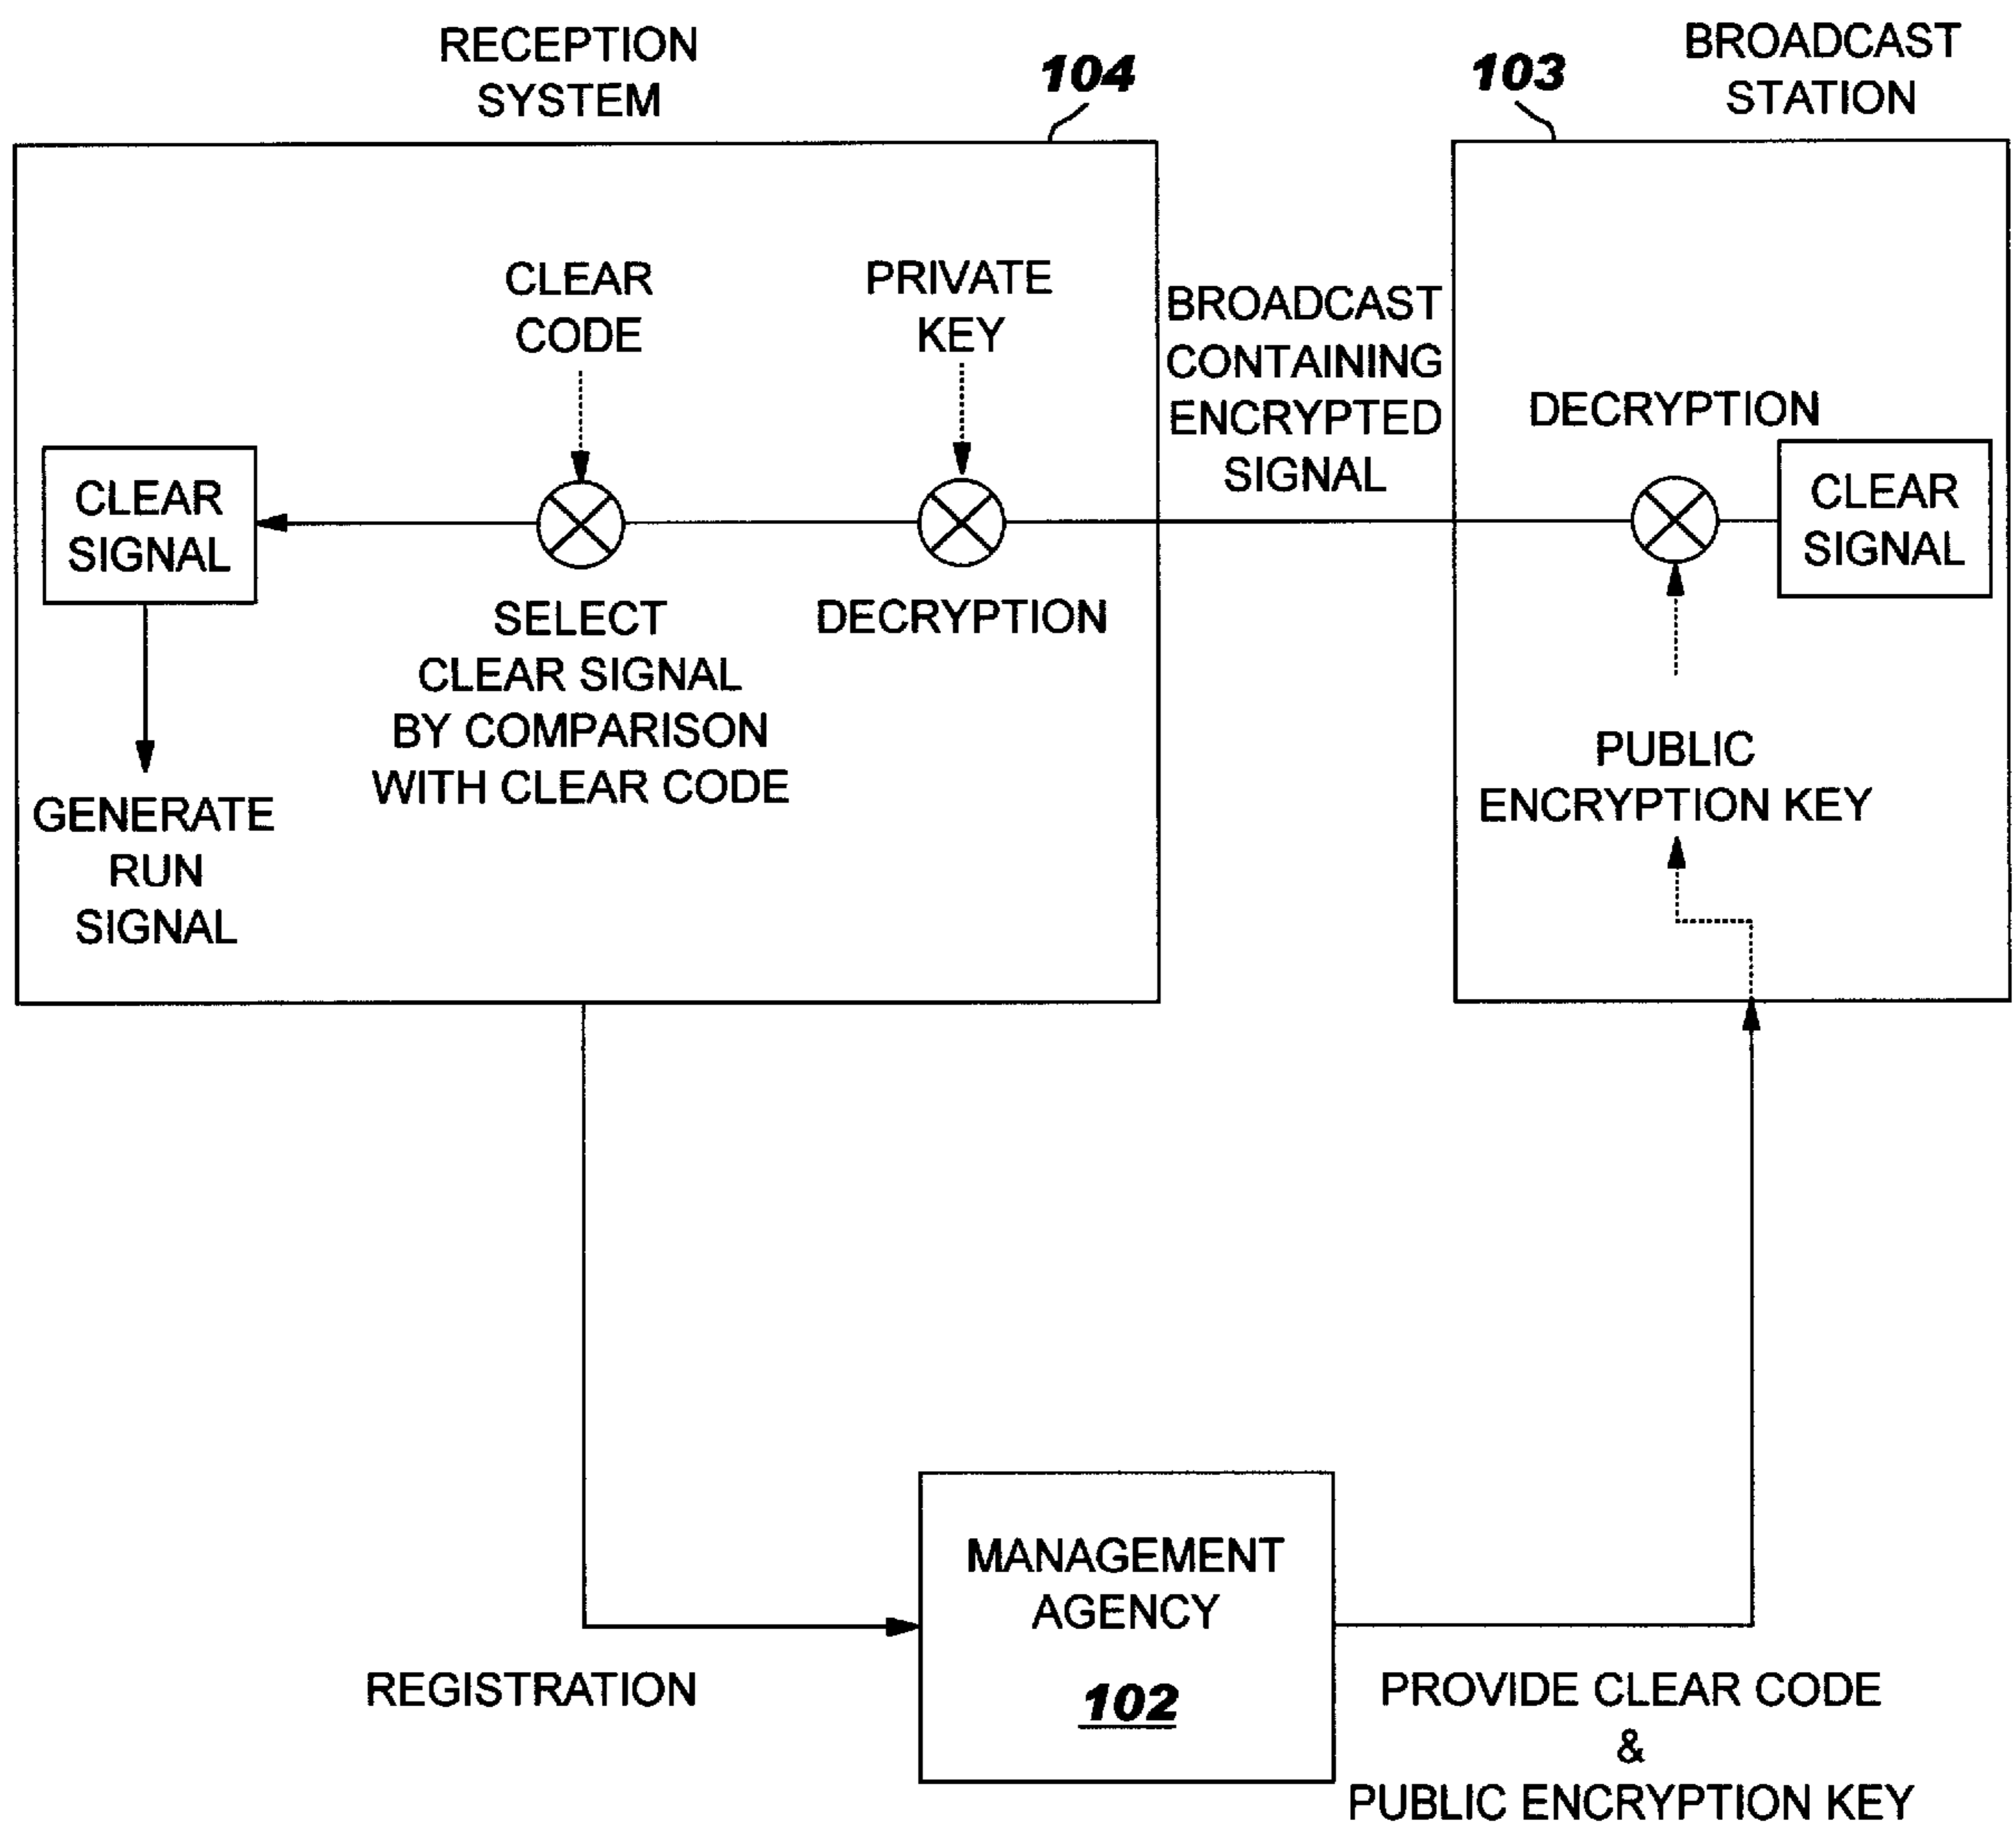 RECEPTION
SYSTEM
104
103
BROADCAST
STATION
CLEAR
CODE
PRIVATE
KEY
BROADCAST
CONTAINING
ENCRYPTED
SIGNAL
DECRYPTION
CLEAR
SIGNAL
CLEAR
SIGNAL
SELECT
CLEAR SIGNAL
BY COMPARISON
WITH CLEAR CODE
DECRYPTION
GENERATE
RUN
SIGNAL
PUBLIC
ENCRYPTION KEY
MANAGEMENT
AGENCY
102
REGISTRATION
PROVIDE CLEAR CODE
&
PUBLIC ENCRYPTION KEY